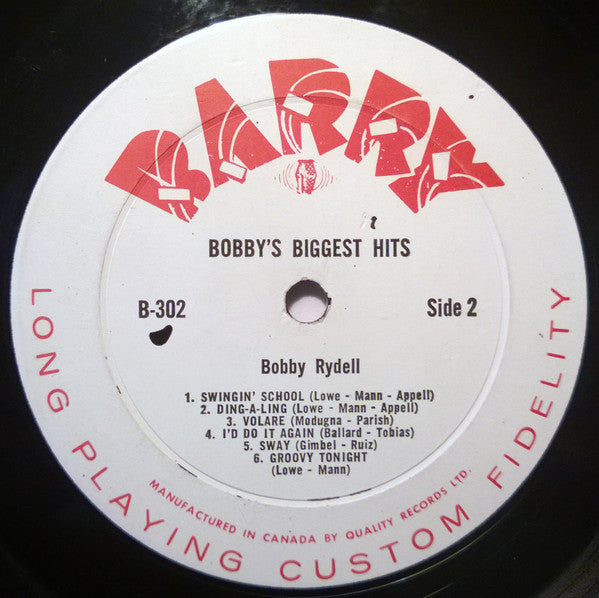 BARRY
BOBBY'S BIGGEST HITS
B-302
Side 2
Bobby Rydell
1. SWINGIN' SCHOOL (Lowe - Mann - Appell)
2. DING-A-LING (Lowe - Mann - Appell)
3. VOLARE (Modugna - Parish)
4. I'D DO IT AGAIN (Ballard - Tobias)
5. SWAY (Gimbel - Ruiz)
6. GROOVY TONIGHT
(Lowe - Mann)
MANUFACTURED IN CANADA BY QUALITY RECORDS LTD.
LONG PLAYING CUSTOM FIDELITY